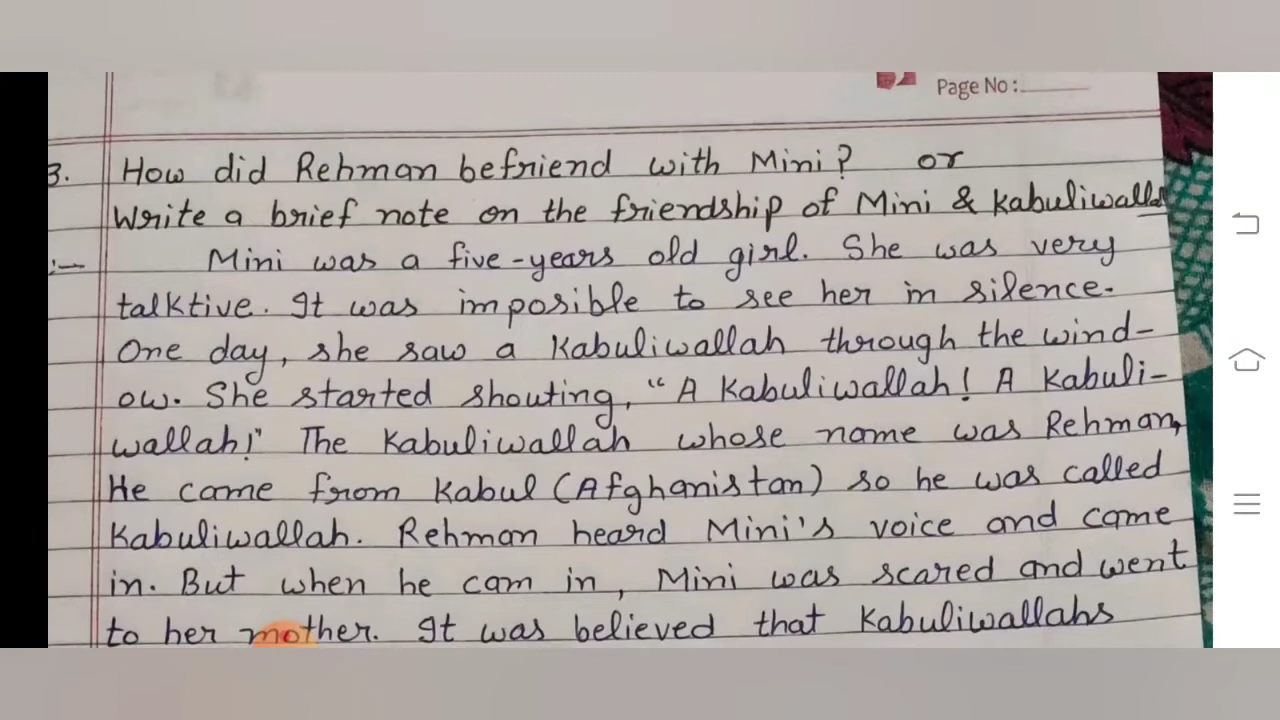 Page No :
3. How did Rehman befriend with Mini? or
Write a brief note on the friendship of Mini & Kabuliwallah
:- Mini was a five-years old girl. She was very
talktive. It was imposible to see her in silence.
One day, she saw a Kabuliwallah through the wind-
ow. She started shouting, "A Kabuliwallah! A Kabuli-
wallah!" The Kabuliwallah whose name was Rehman,
He came from Kabul (Afghanistan) so he was called
Kabuliwallah. Rehman heard Mini's voice and came
in. But when he cam in, Mini was scared and went
to her mother. It was believed that Kabuliwallahs